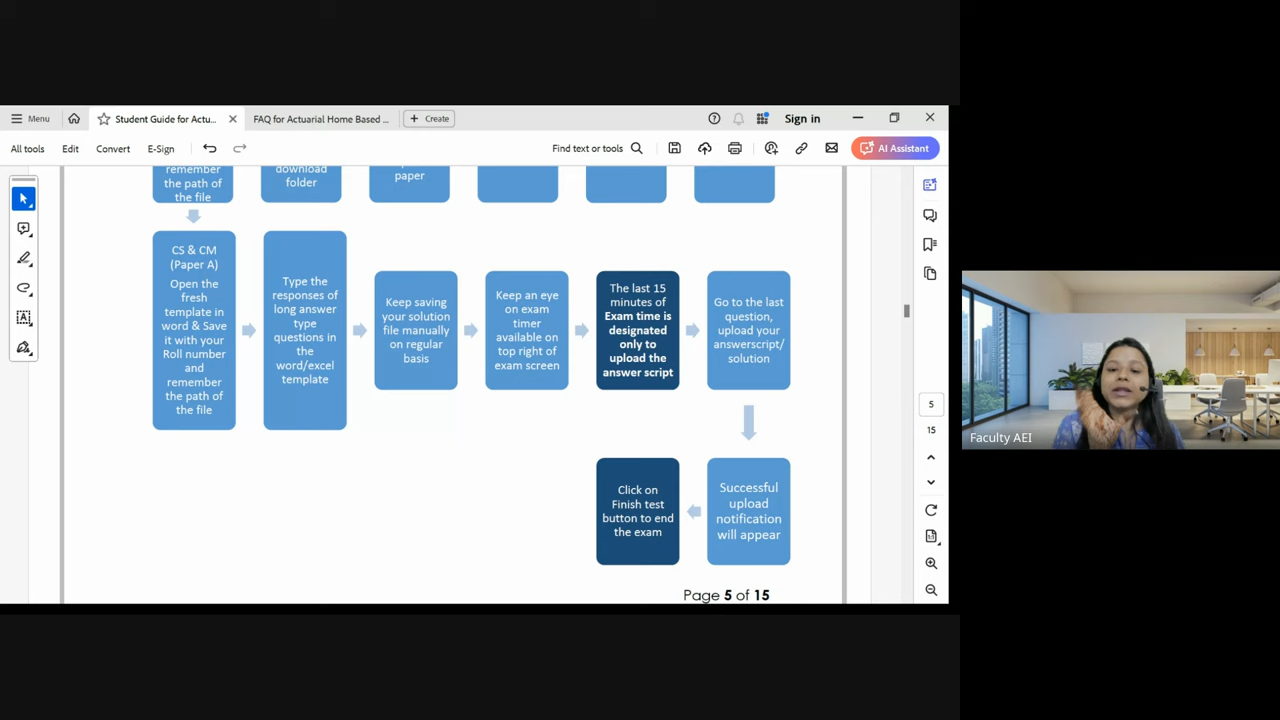 Menu
Student Guide for Actu...
FAQ for Actuarial Home Based ...
+ Create
Sign in
All tools
Edit
Convert
E-Sign
Find text or tools
AI Assistant
remember
the path of
the file
download
folder
paper
CS & CM
(Paper A)
Open the
fresh
template in
word & Save
it with your
Roll number
and
remember
the path of
the file
Type the
responses of
long answer
type
questions in
the
word/excel
template
Keep saving
your solution
file manually
on regular
basis
Keep an eye
on exam
timer
available on
top right of
exam screen
The last 15
minutes of
Exam time is
designated
only to
upload the
answer script
Go to the last
question,
upload your
answerscript/
solution
Successful
upload
notification
will appear
Click on
Finish test
button to end
the exam
Page 5 of 15
5
15
Faculty AEI